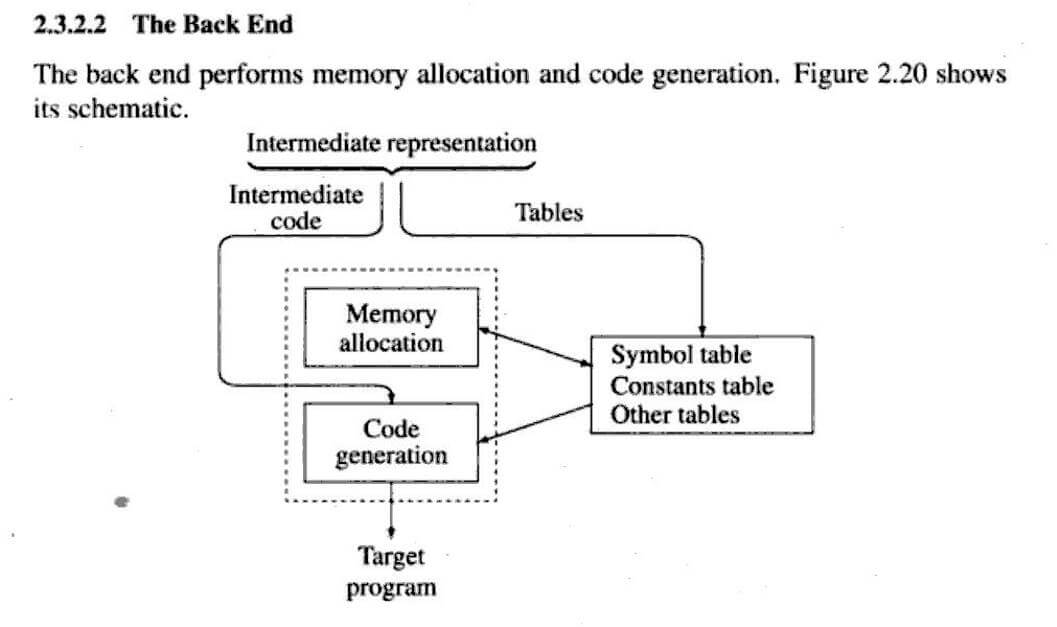 2.3.2.2 The Back End
The back end performs memory allocation and code generation. Figure 2.20 shows
its schematic.
Intermediate representation
Intermediate
code
Tables
Memory
allocation
Symbol table
Constants table
Other tables
Code
generation
Target
program